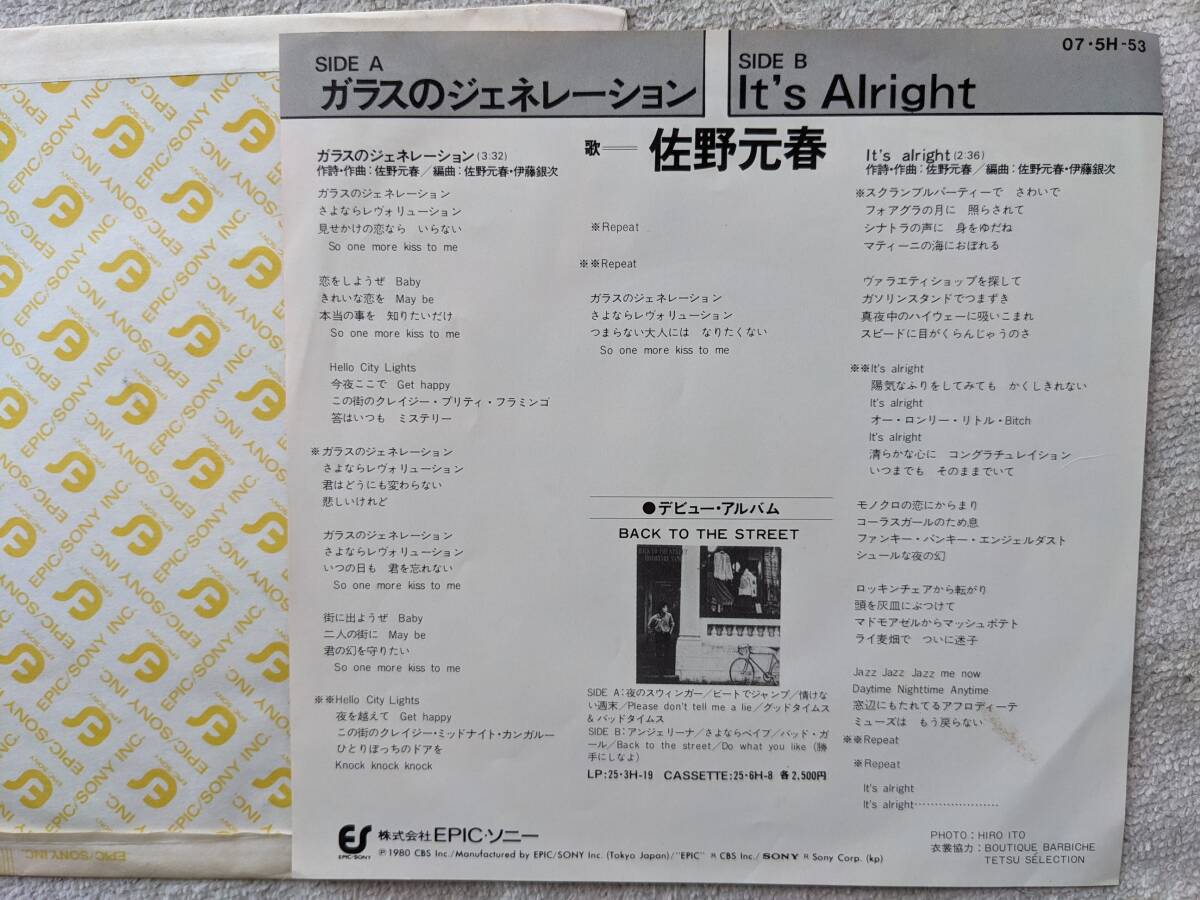 SIDE A
ガラスのジェネレーション
SIDE B
It's Alright
07・5H-53
歌 佐野元春
ガラスのジェネレーション(3:32)
作詩・作曲：佐野元春／編曲：佐野元春・伊藤銀次
ガラスのジェネレーション
さよならレヴォリューション
見せかけの恋なら いらない
So one more kiss to me
恋をしようぜ Baby
きれいな恋を May be
本当の事を 知りたいだけ
So one more kiss to me
Hello City Lights
今夜ここで Get happy
この街のクレイジー・プリティ・フラミンゴ
答はいつも ミステリー
※ガラスのジェネレーション
さよならレヴォリューション
君はどうにも変わらない
悲しいけれど
ガラスのジェネレーション
さよならレヴォリューション
いつの日も 君を忘れない
So one more kiss to me
街に出ようぜ Baby
二人の街に May be
君の幻を守りたい
So one more kiss to me
※※Hello City Lights
夜を越えて Get happy
この街のクレイジー・ミッドナイト・カンガルー
ひとりぼっちのドアを
Knock knock knock
※Repeat
※※Repeat
ガラスのジェネレーション
さよならレヴォリューション
つまらない大人には なりたくない
So one more kiss to me
●デビュー・アルバム
BACK TO THE STREET
SIDE A：夜のスウィンガー／ビートでジャンプ／情けな
い週末／Please don't tell me a lie／グッドタイムス
＆バッドタイムス
SIDE B：アンジェリーナ／さよならベイブ／バッド・ガ
ール／Back to the street／Do what you like（勝
手にしなよ）
LP:25・3H-19 CASSETTE:25・6H-8 各2,500円
It's alright(2:36)
作詩・作曲：佐野元春／編曲：佐野元春・伊藤銀次
※スクランブルパーティーで さわいで
フォアグラの月に 照らされて
シナトラの声に 身をゆだね
マティーニの海におぼれる
ヴァラエティショップを探して
ガソリンスタンドでつまずき
真夜中のハイウェーに吸いこまれ
スピードに目がくらんじゃうのさ
※※It's alright
陽気なふりをしてみても かくしきれない
It's alright
オー・ロンリー・リトル・Bitch
It's alright
清らかな心に コングラチュレイション
いつまでも そのままでいて
モノクロの恋にからまり
コーラスガールのため息
ファンキー・パンキー・エンジェルダスト
シュールな夜の幻
ロッキンチェアから転がり
頭を灰皿にぶつけて
マドモアゼルからマッシュポテト
ライ麦畑で ついに迷子
Jazz Jazz Jazz me now
Daytime Nighttime Anytime
窓辺にもたれてるアフロディーテ
ミューズは もう戻らない
※※Repeat
※Repeat
It's alright
It's alright…………………
EPIC/SONY
株式会社EPIC・ソニー
℗1980 CBS Inc./Manufactured by EPIC/SONY Inc. (Tokyo Japan)/"EPIC" ® CBS Inc./SONY ® Sony Corp. (kp)
PHOTO：HIRO ITO
衣裳協力：BOUTIQUE BARBICHE
TETSU SÉLECTION
EPIC/SONY INC.